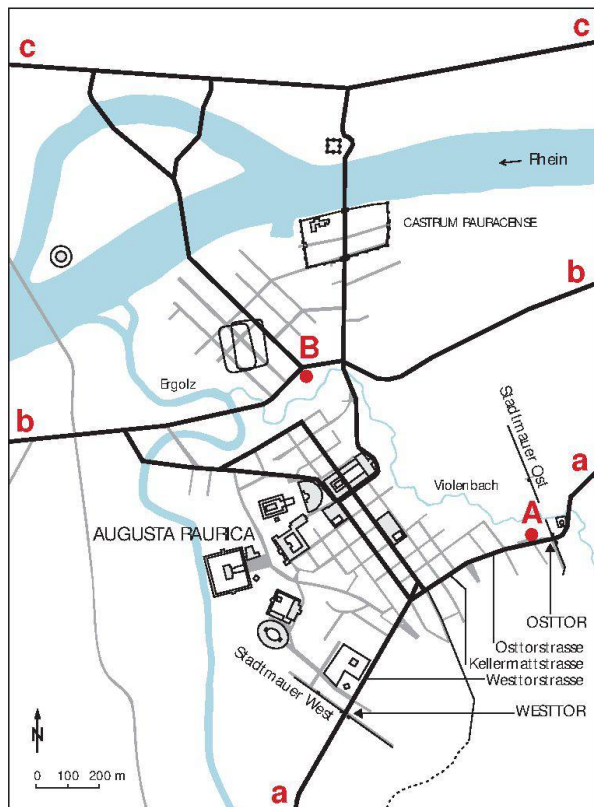 c
c
Rhein
CASTRUM RAURACENSE
b
B
Ergolz
b
Stadtmauer Ost
a
Violenbach
A
AUGUSTA RAURICA
OSTTOR
Osttorstrasse
Kellermattstrasse
Westtorstrasse
Stadtmauer West
WESTTOR
N
0 100 200 m
a